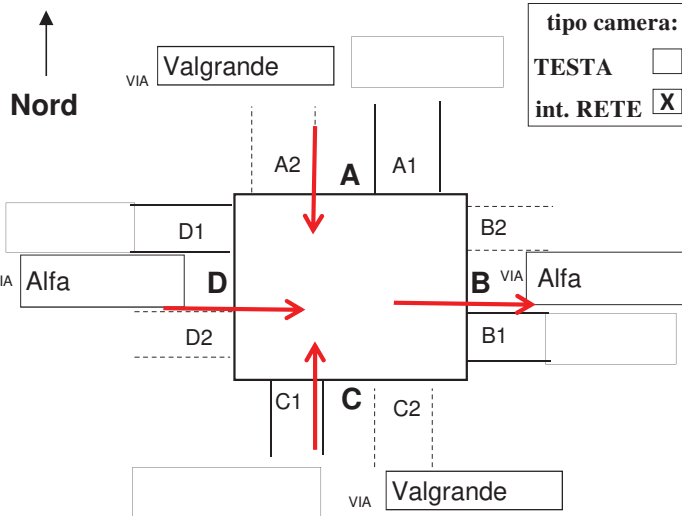 tipo camera:
VIA Valgrande
TESTA
Nord
int. RETE X
A2 A A1
D1 B2
VIA Alfa D B VIA Alfa
D2 B1
C1 C C2
VIA Valgrande